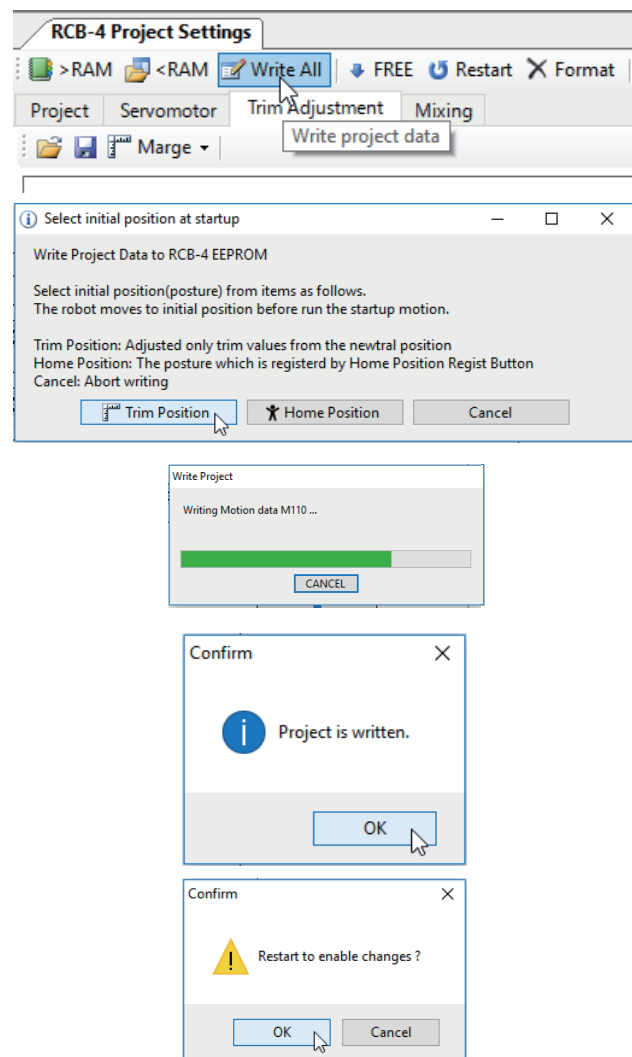 RCB-4 Project Settings
>RAM <RAM Write All FREE Restart Format
Project Servomotor Trim Adjustment Mixing
Write project data
Marge
Select initial position at startup
Write Project Data to RCB-4 EEPROM
Select initial position(posture) from items as follows.
The robot moves to initial position before run the startup motion.
Trim Position: Adjusted only trim values from the newtral position
Home Position: The posture which is registerd by Home Position Regist Button
Cancel: Abort writing
Trim Position Home Position Cancel
Write Project
Writing Motion data M110 ...
CANCEL
Confirm
Project is written.
OK
Confirm
Restart to enable changes ?
OK Cancel